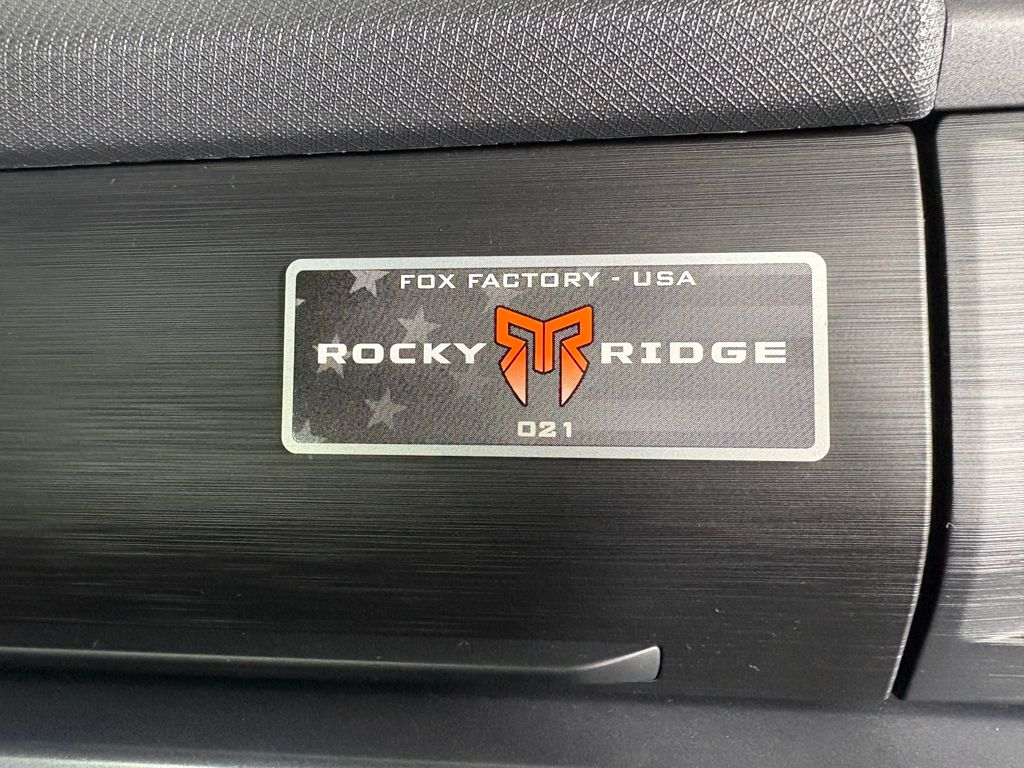 FOX FACTORY - USA
ROCKY RIDGE
021